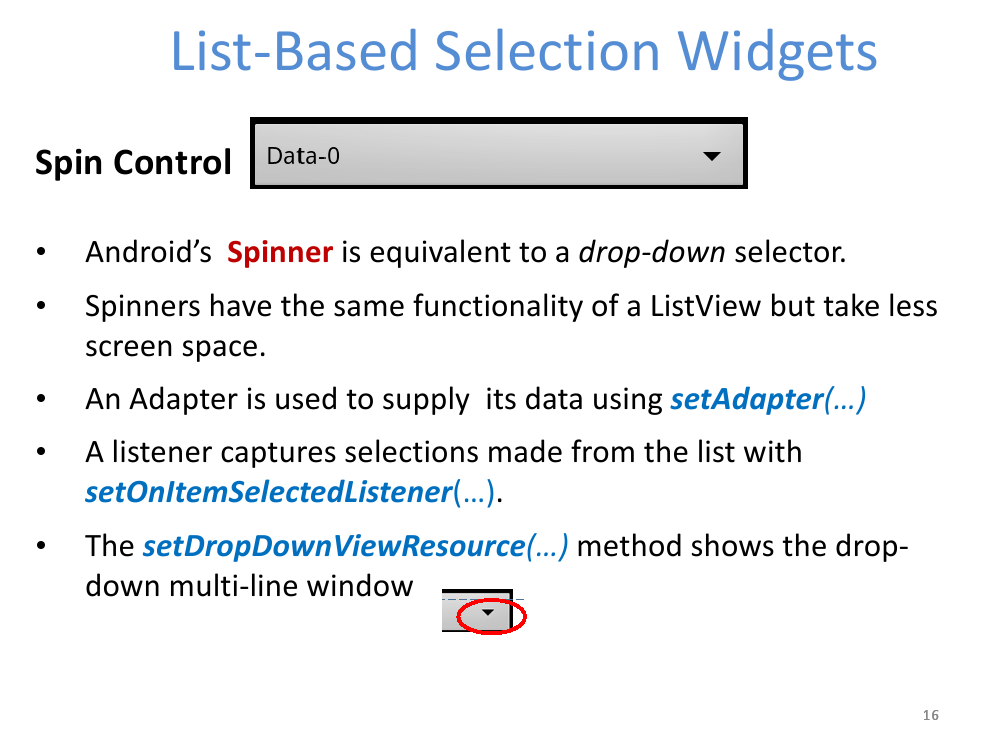 List-Based Selection Widgets
Spin Control
Data-0
• Android’s  Spinner is equivalent to a drop-down selector.
• Spinners have the same functionality of a ListView but take less
screen space.
• An Adapter is used to supply  its data using setAdapter(…)
• A listener captures selections made from the list with
setOnItemSelectedListener(…).
• The setDropDownViewResource(…) method shows the drop-
down multi-line window
16